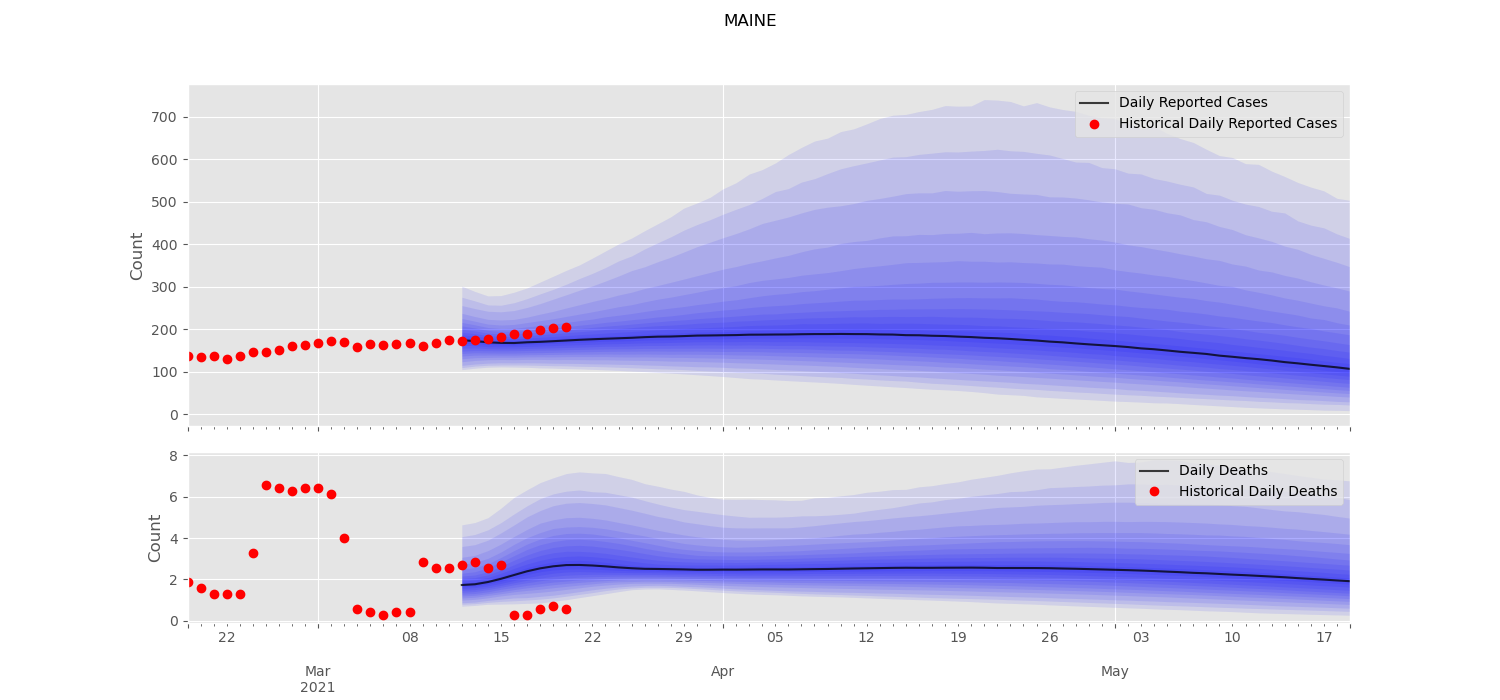 MAINE
Daily Reported Cases
Historical Daily Reported Cases
700
600
500
400
300
200
100
0
Count
Daily Deaths
Historical Daily Deaths
8
6
4
2
0
Count
22 08 15 22 29 05 12 19 26 03 10 17
Mar Apr May
2021